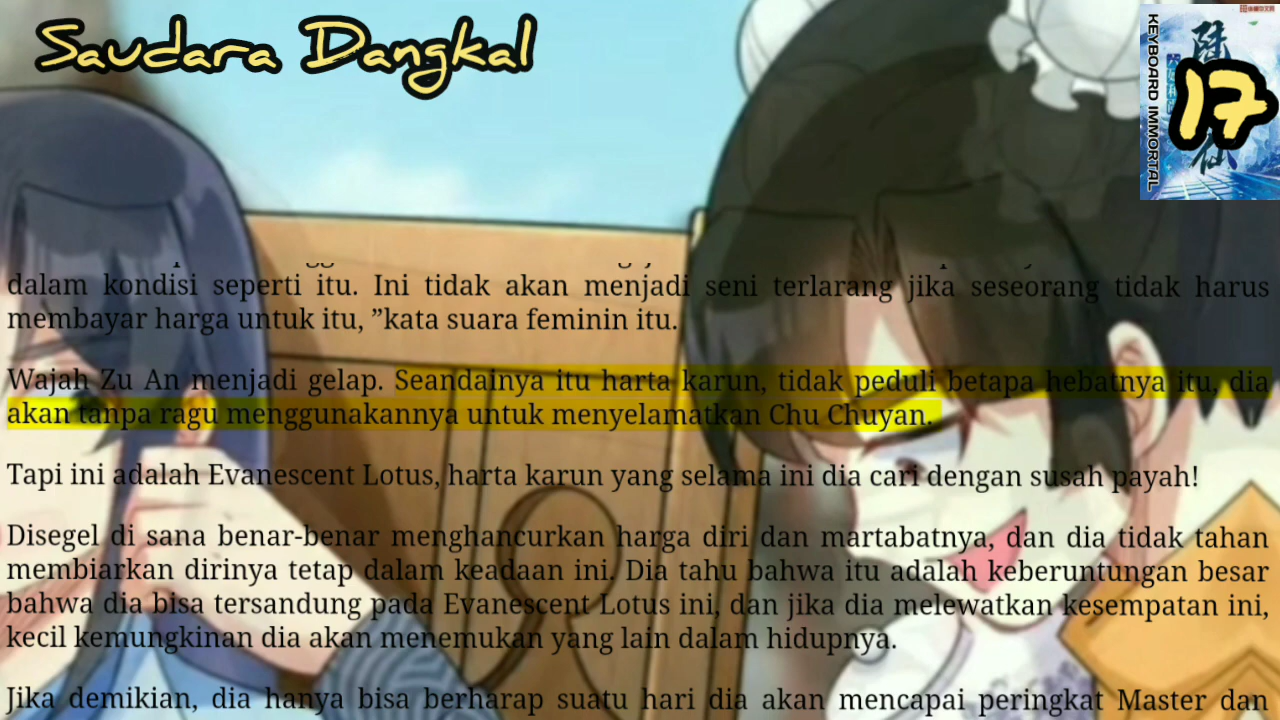 Saudara Dangkal
KEYBOARD IMMORTAL
17
dalam kondisi seperti itu. Ini tidak akan menjadi seni terlarang jika seseorang tidak harus
membayar harga untuk itu, ”kata suara feminin itu.
Wajah Zu An menjadi gelap. Seandainya itu harta karun, tidak peduli betapa hebatnya itu, dia
akan tanpa ragu menggunakannya untuk menyelamatkan Chu Chuyan.
Tapi ini adalah Evanescent Lotus, harta karun yang selama ini dia cari dengan susah payah!
Disegel di sana benar-benar menghancurkan harga diri dan martabatnya, dan dia tidak tahan
membiarkan dirinya tetap dalam keadaan ini. Dia tahu bahwa itu adalah keberuntungan besar
bahwa dia bisa tersandung pada Evanescent Lotus ini, dan jika dia melewatkan kesempatan ini,
kecil kemungkinan dia akan menemukan yang lain dalam hidupnya.
Jika demikian, dia hanya bisa berharap suatu hari dia akan mencapai peringkat Master dan